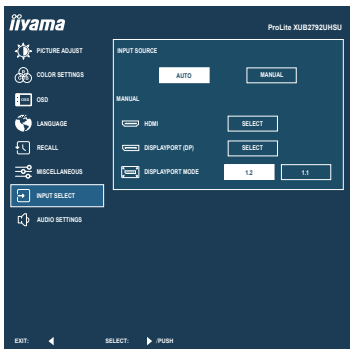 iiyama
ProLite XUB2792UHSU
PICTURE ADJUST
COLOR SETTINGS
OSD
OSD
LANGUAGE
RECALL
MISCELLANEOUS
INPUT SELECT
AUDIO SETTINGS
INPUT SOURCE
AUTO MANUAL
MANUAL
HDMI SELECT
DISPLAYPORT (DP) SELECT
DISPLAYPORT MODE 1.2 1.1
EXIT: SELECT: /PUSH